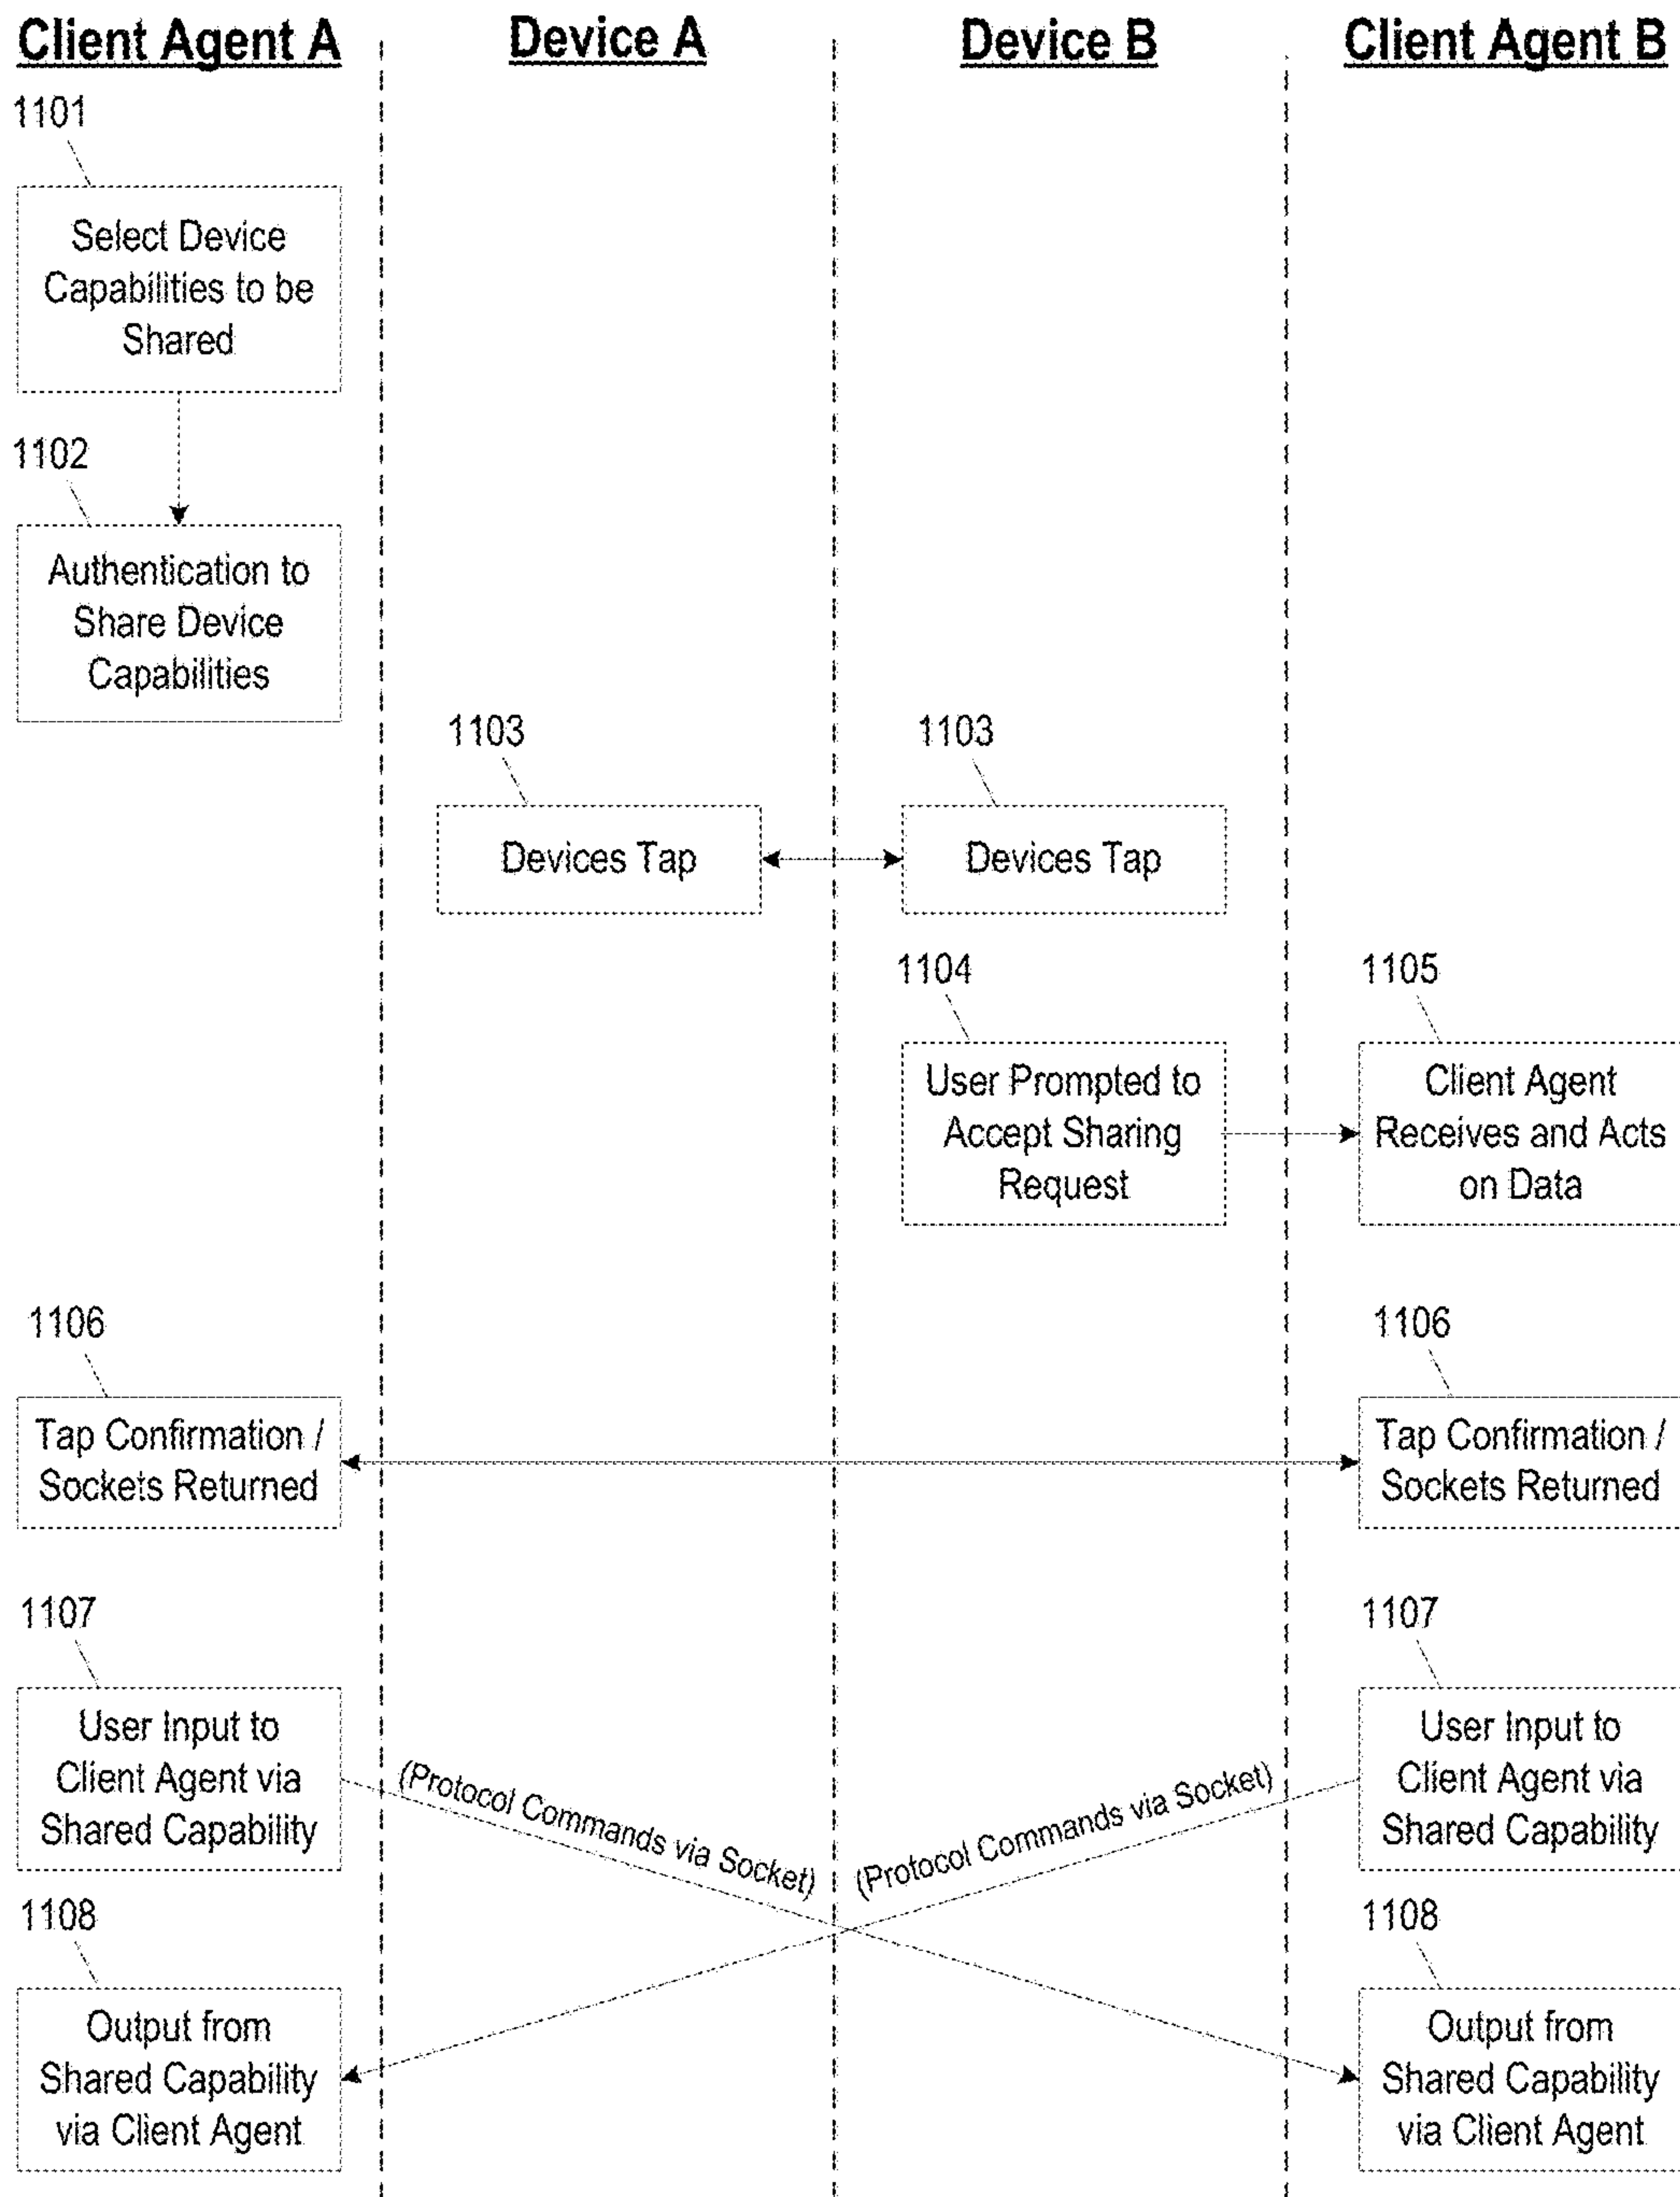 Client Agent A
Device A
Device B
Client Agent B
1101
Select Device
Capabilities to be
Shared
1102
Authentication to
Share Device
Capabilities
1103
1103
Devices Tap
Devices Tap
1104
1105
User Prompted to
Accept Sharing
Request
Client Agent
Receives and Acts
on Data
1106
1106
Tap Confirmation /
Sockets Returned
Tap Confirmation /
Sockets Returned
1107
1107
User Input to
Client Agent via
Shared Capability
(Protocol Commands via Socket)
(Protocol Commands via Socket)
User Input to
Client Agent via
Shared Capability
1108
1108
Output from
Shared Capability
via Client Agent
Output from
Shared Capability
via Client Agent